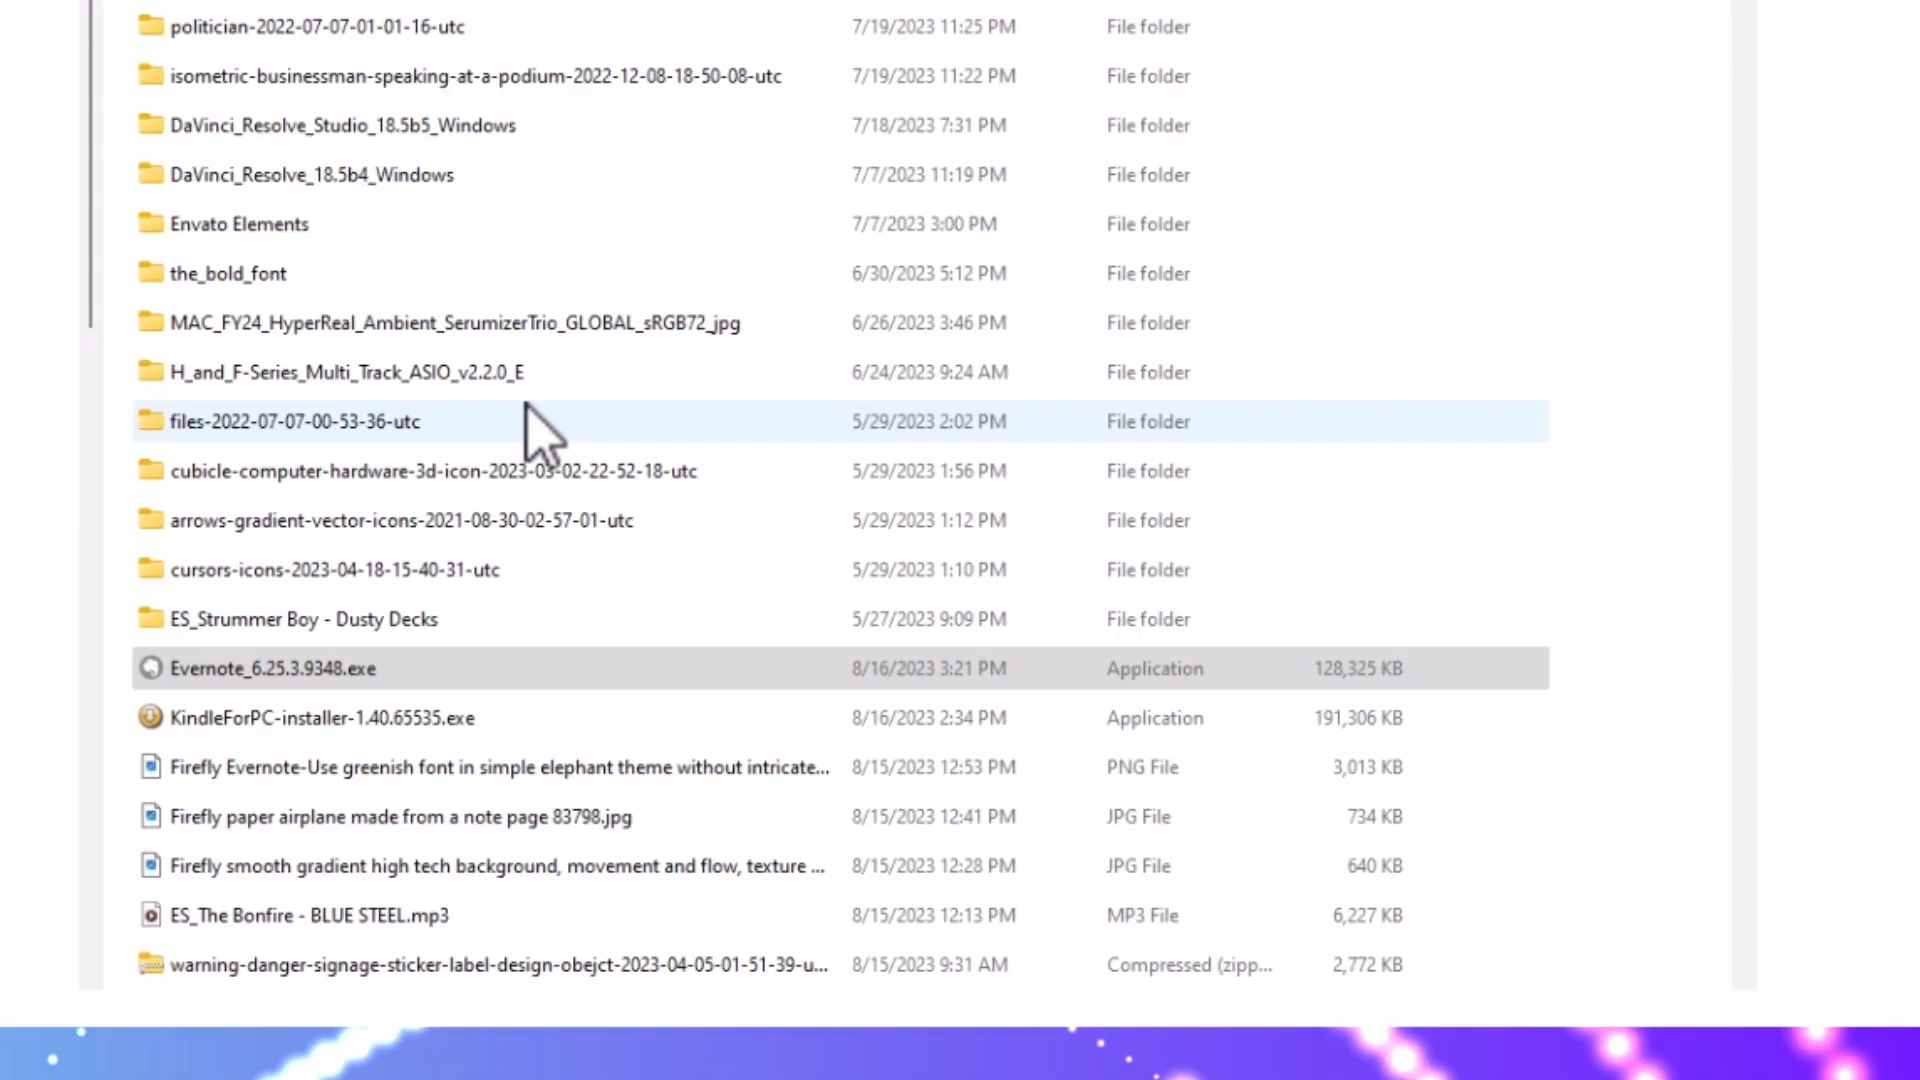 politician-2022-07-07-01-01-16-utc 7/19/2023 11:25 PM File folder
isometric-businessman-speaking-at-a-podium-2022-12-08-18-50-08-utc 7/19/2023 11:22 PM File folder
DaVinci_Resolve_Studio_18.5b5_Windows 7/18/2023 7:31 PM File folder
DaVinci_Resolve_18.5b4_Windows 7/7/2023 11:19 PM File folder
Envato Elements 7/7/2023 3:00 PM File folder
the_bold_font 6/30/2023 5:12 PM File folder
MAC_FY24_HyperReal_Ambient_SerumizerTrio_GLOBAL_sRGB72_jpg 6/26/2023 3:46 PM File folder
H_and_F-Series_Multi_Track_ASIO_v2.2.0_E 6/24/2023 9:24 AM File folder
files-2022-07-07-00-53-36-utc 5/29/2023 2:02 PM File folder
cubicle-computer-hardware-3d-icon-2023-03-02-22-52-18-utc 5/29/2023 1:56 PM File folder
arrows-gradient-vector-icons-2021-08-30-02-57-01-utc 5/29/2023 1:12 PM File folder
cursors-icons-2023-04-18-15-40-31-utc 5/29/2023 1:10 PM File folder
ES_Strummer Boy - Dusty Decks 5/27/2023 9:09 PM File folder
Evernote_6.25.3.9348.exe 8/16/2023 3:21 PM Application 128,325 KB
KindleForPC-installer-1.40.65535.exe 8/16/2023 2:34 PM Application 191,306 KB
Firefly Evernote-Use greenish font in simple elephant theme without intricate... 8/15/2023 12:53 PM PNG File 3,013 KB
Firefly paper airplane made from a note page 83798.jpg 8/15/2023 12:41 PM JPG File 734 KB
Firefly smooth gradient high tech background, movement and flow, texture ... 8/15/2023 12:28 PM JPG File 640 KB
ES_The Bonfire - BLUE STEEL.mp3 8/15/2023 12:13 PM MP3 File 6,227 KB
warning-danger-signage-sticker-label-design-obejct-2023-04-05-01-51-39-u... 8/15/2023 9:31 AM Compressed (zipp... 2,772 KB